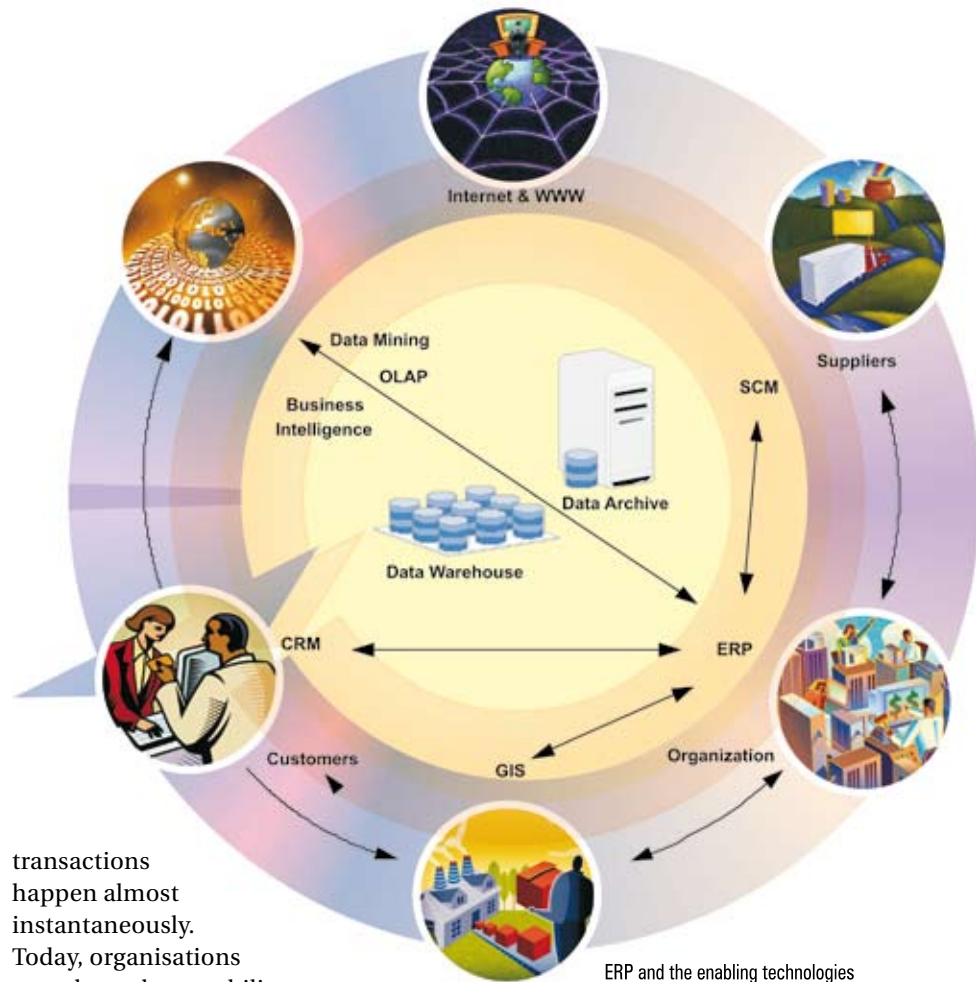 Internet & WWW
Data Mining
OLAP
Business
Intelligence
SCM
Suppliers
Data Archive
Data Warehouse
CRM
ERP
Customers
GIS
Organization
transactions
happen almost
instantaneously.
Today, organisations
ERP and the enabling technologies